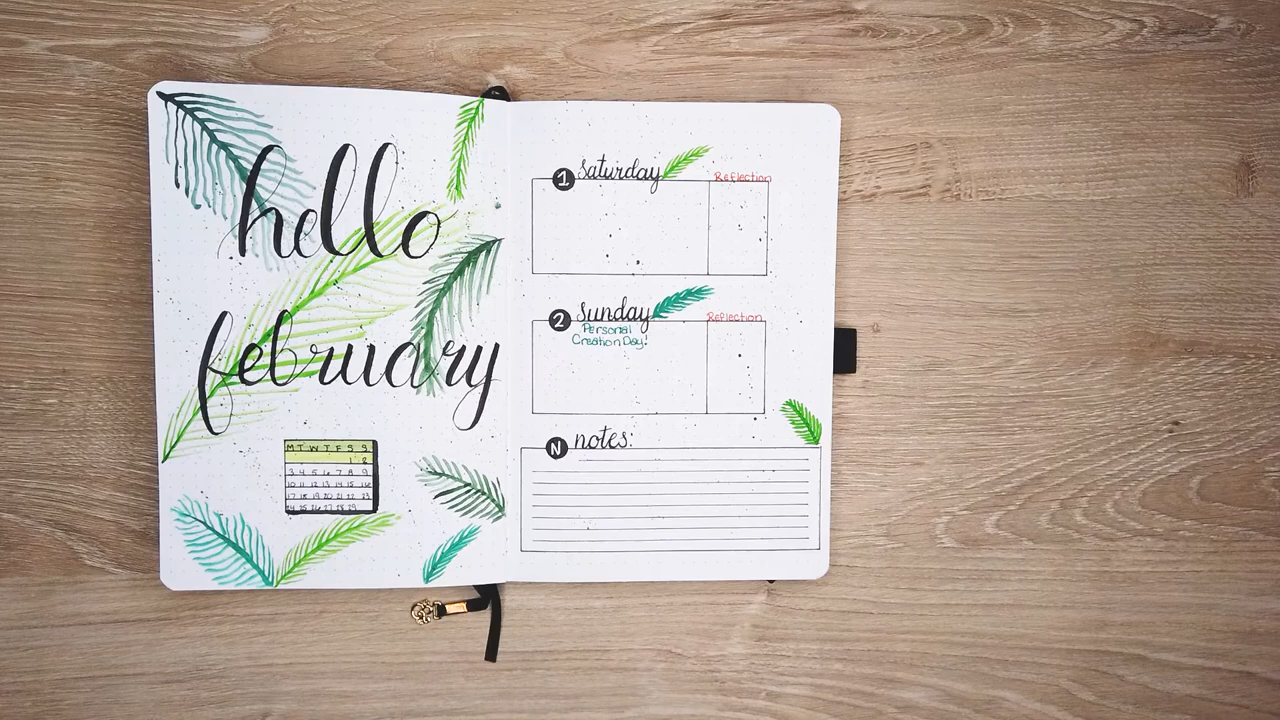 hello
february
M T W T F S S
1 2
3 4 5 6 7 8 9
10 11 12 13 14 15 16
17 18 19 20 21 22 23
24 25 26 27 28 29
1 Saturday
Reflection
2 Sunday
Reflection
Personal
Creation Day!
N notes: